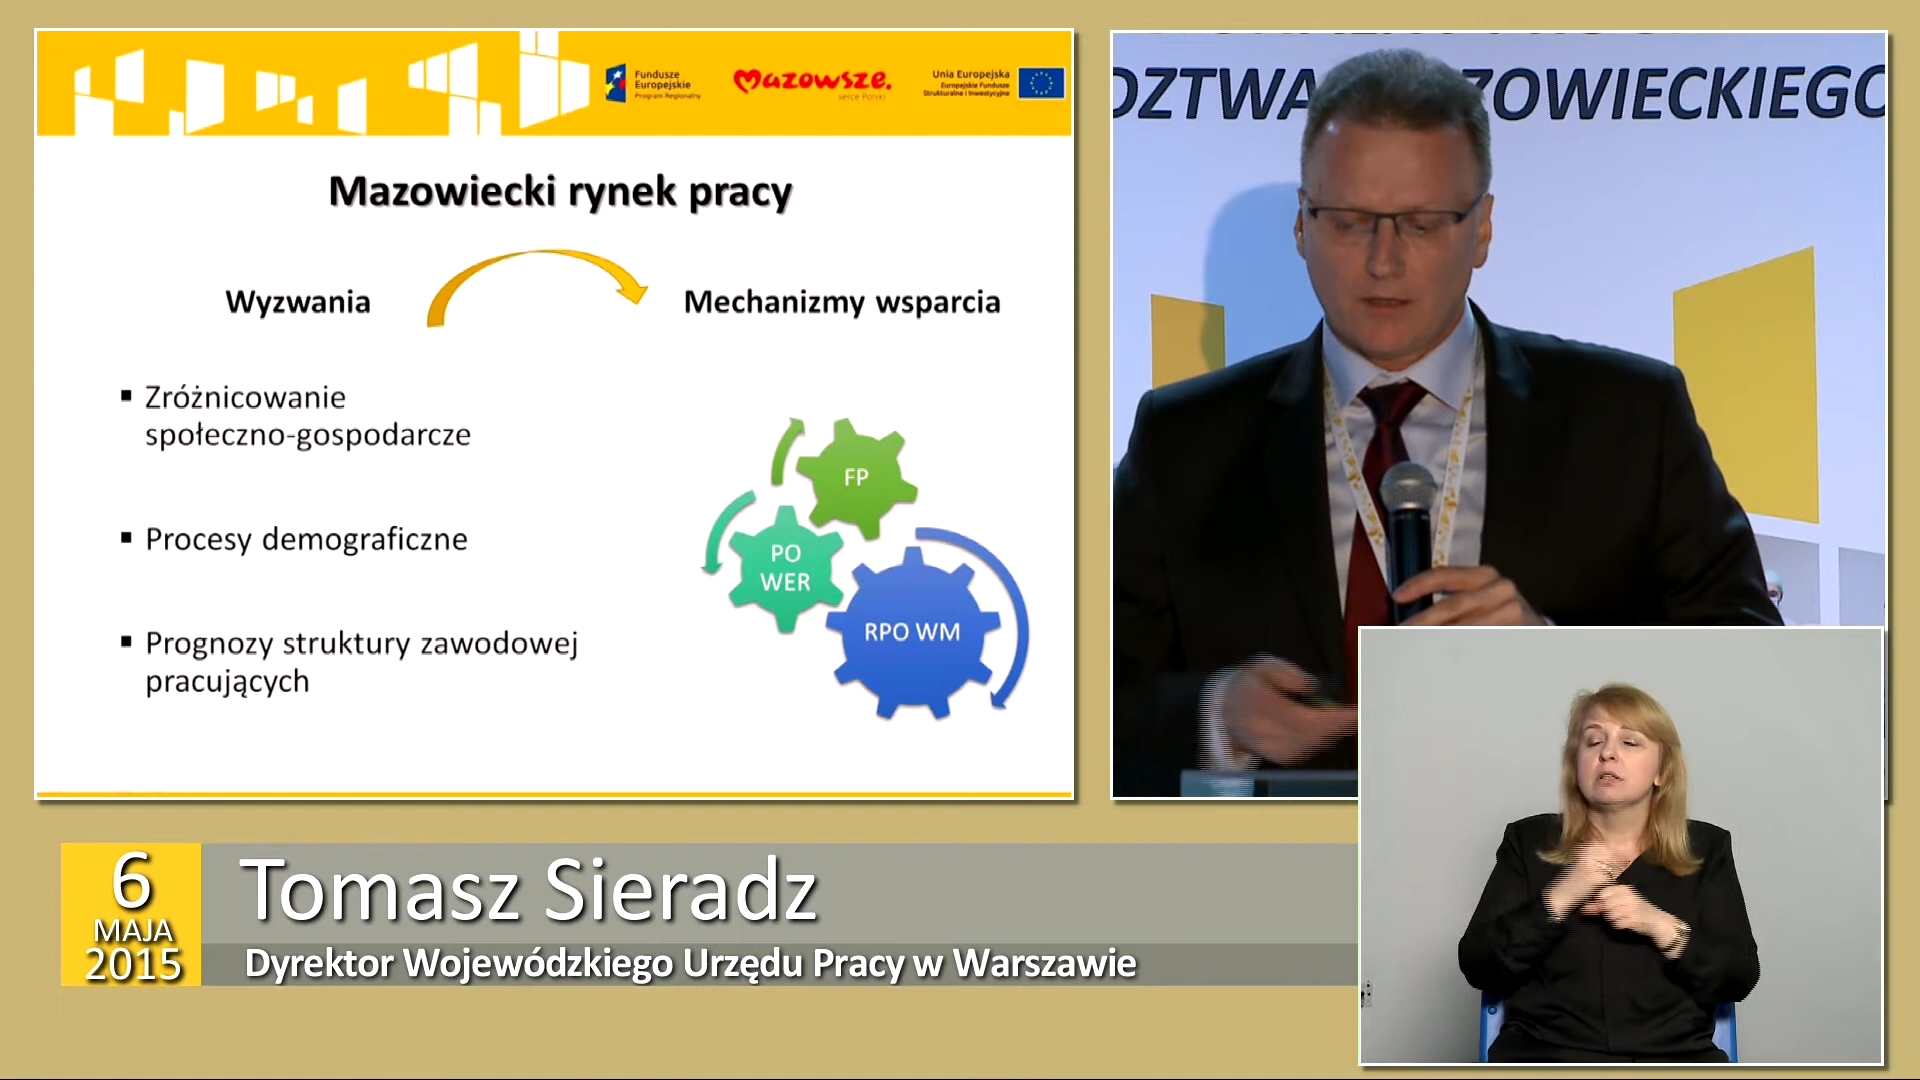 Fundusze
Europejskie
Program Regionalny
mazowsze.
serce Polski
Unia Europejska
Europejskie Fundusze
Strukturalne i Inwestycyjne
Mazowiecki rynek pracy
Wyzwania
Mechanizmy wsparcia
▪ Zróżnicowanie
społeczno-gospodarcze
▪ Procesy demograficzne
▪ Prognozy struktury zawodowej
pracujących
FP
PO
WER
RPO WM
DZTWA ZOWIECKIEGO
6
MAJA
2015
Tomasz Sieradz
Dyrektor Wojewódzkiego Urzędu Pracy w Warszawie